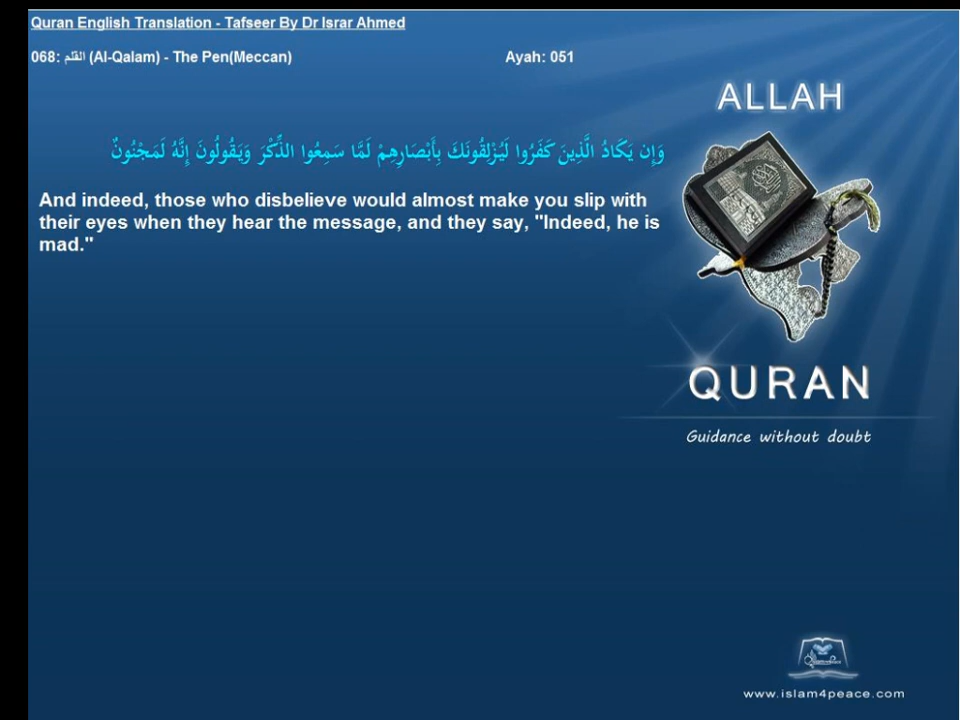 Quran English Translation - Tafseer By Dr Israr Ahmed
068: القلم (Al-Qalam) - The Pen(Meccan) Ayah: 051
ALLAH
وَإِن يَكَادُ الَّذِينَ كَفَرُوا لَيُزْلِقُونَكَ بِأَبْصَارِهِمْ لَمَّا سَمِعُوا الذِّكْرَ وَيَقُولُونَ إِنَّهُ لَمَجْنُونٌ
And indeed, those who disbelieve would almost make you slip with
their eyes when they hear the message, and they say, "Indeed, he is
mad."
QURAN
Guidance without doubt
www.islam4peace.com